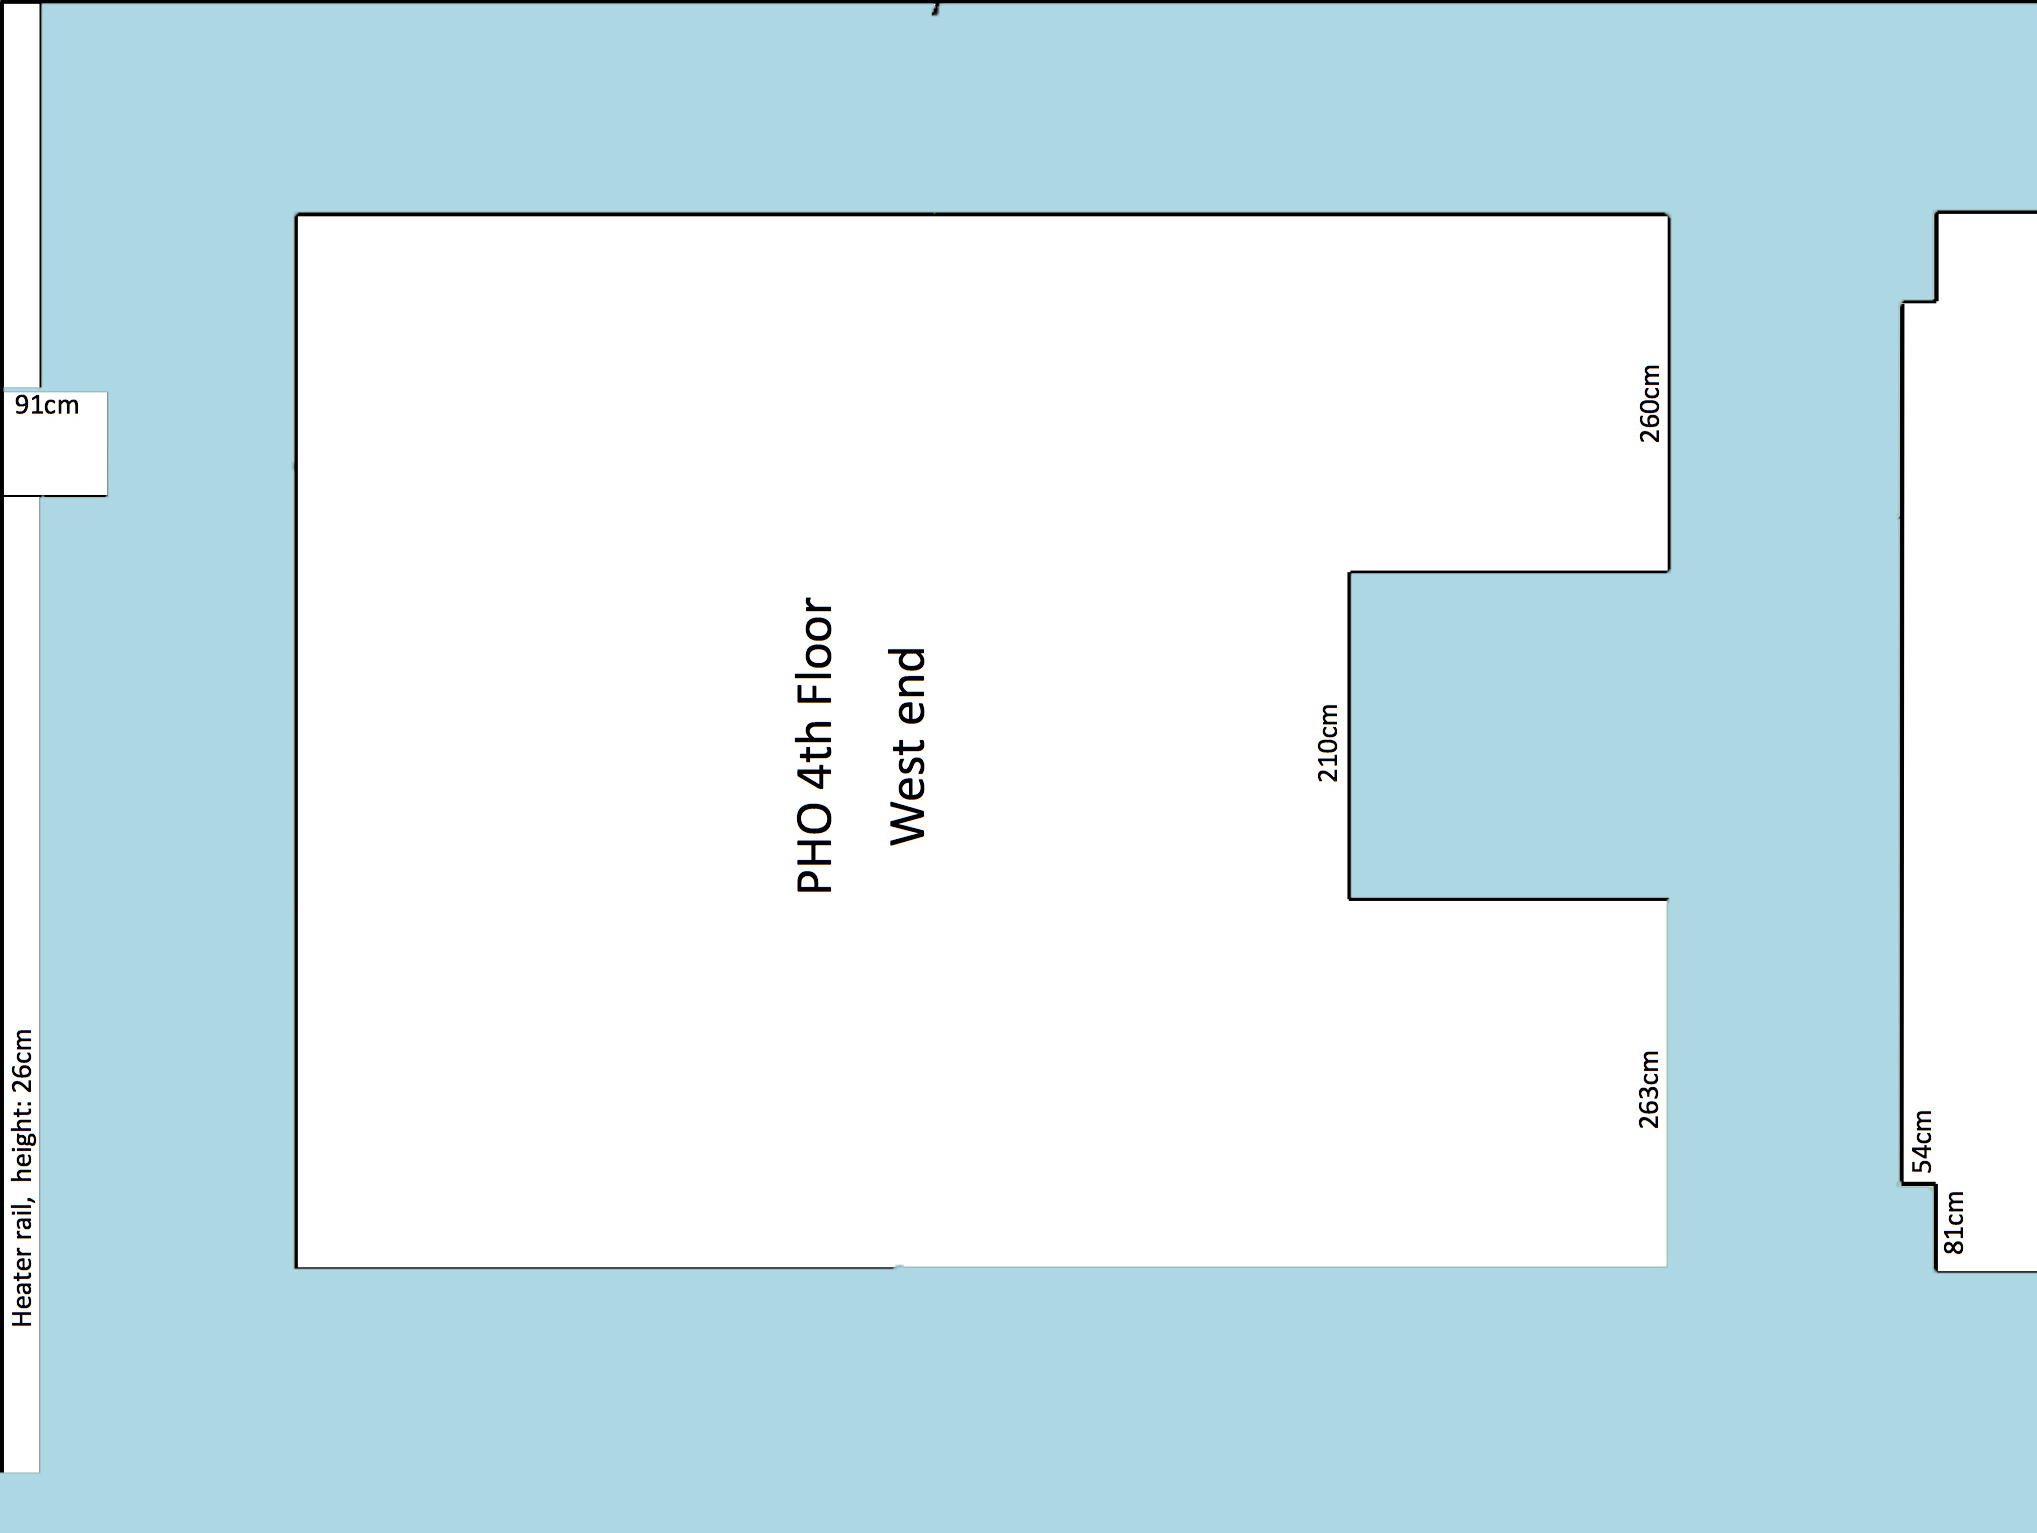 91cm
260cm
PHO 4th Floor
West end
210cm
263cm
Heater rail,  height: 26cm
54cm
81cm